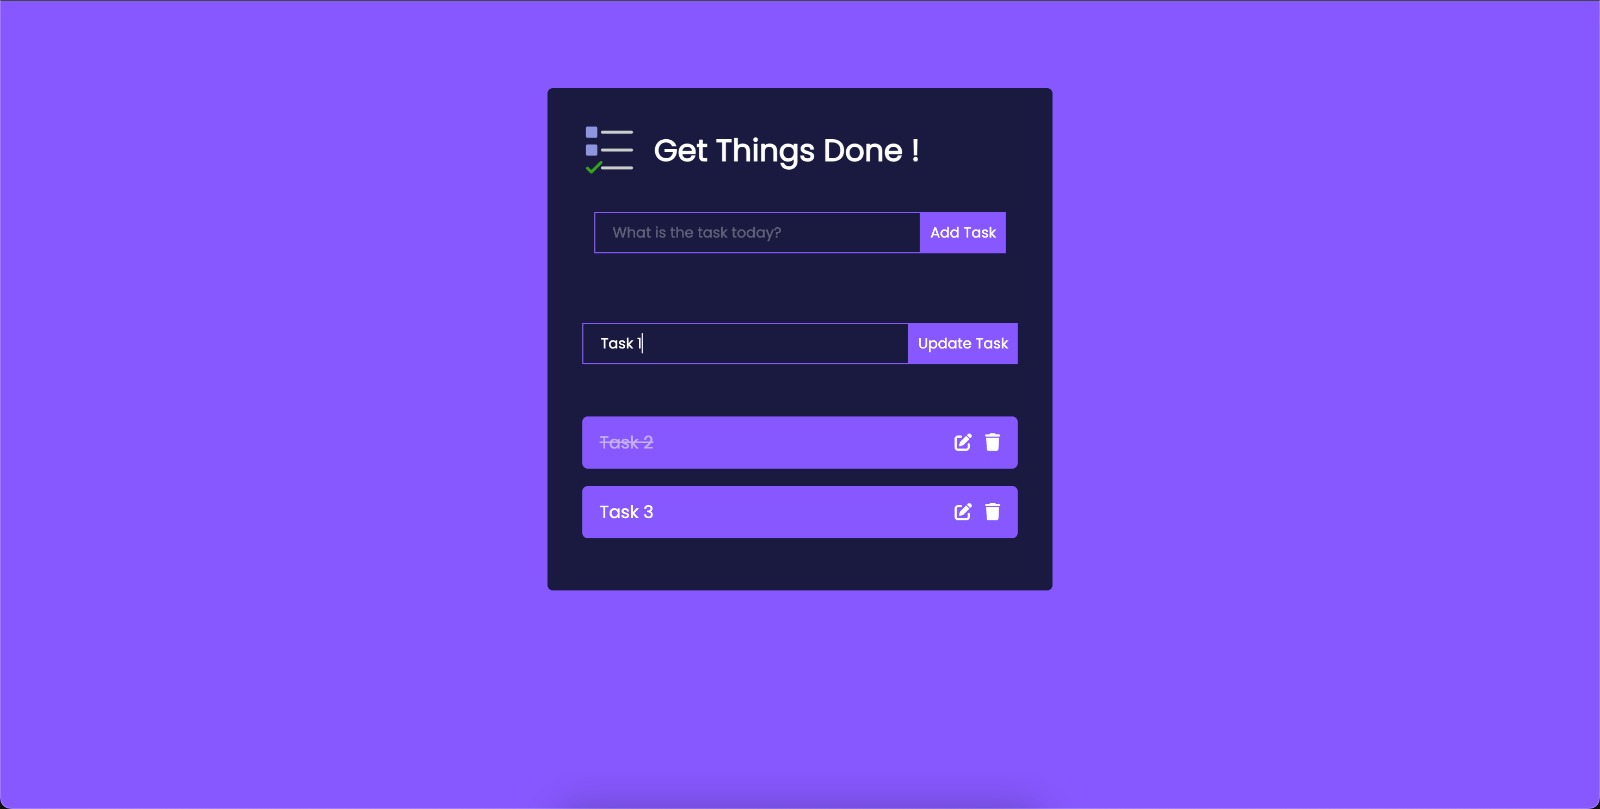 Get Things Done !
What is the task today?
Add Task
Task 1
Update Task
Task 2
Task 3